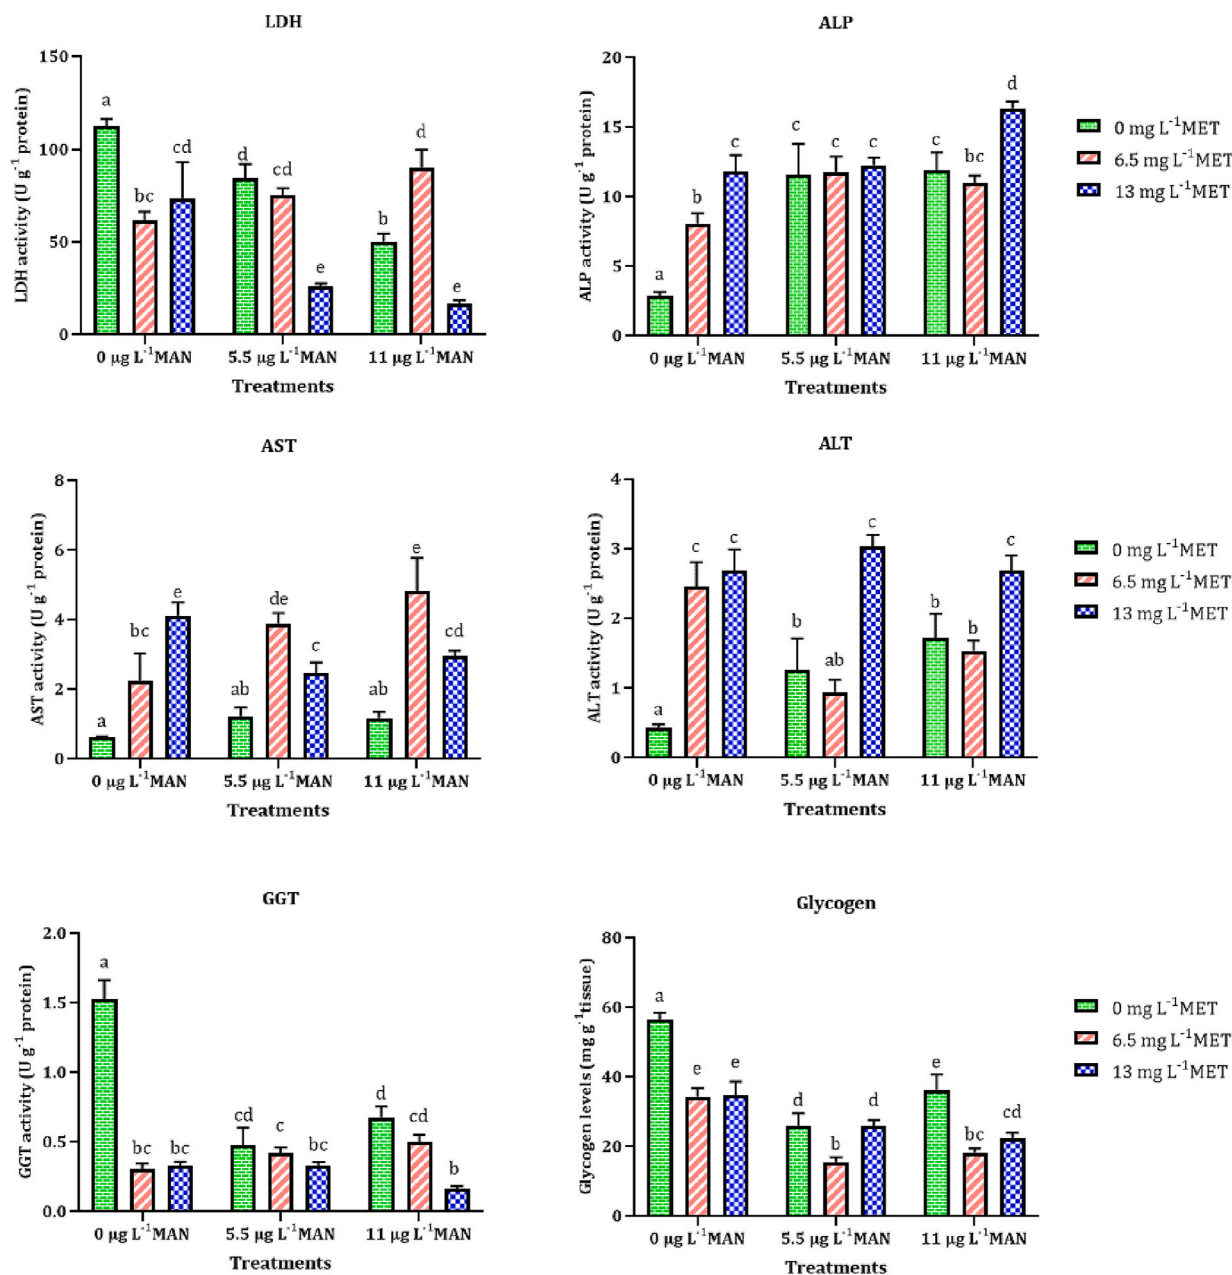 LDH
LDH activity (U g⁻¹ protein)
150
100
50
0
a
bc
cd
d
cd
e
b
d
e
0 µg L⁻¹MAN 5.5 µg L⁻¹MAN 11 µg L⁻¹MAN
Treatments
ALP
ALP activity (U g⁻¹ protein)
20
15
10
5
0
a
b
c
c
c
c
c
bc
d
0 µg L⁻¹MAN 5.5 µg L⁻¹MAN 11 µg L⁻¹MAN
Treatments
0 mg L⁻¹MET
6.5 mg L⁻¹MET
13 mg L⁻¹MET
AST
AST activity (U g⁻¹ protein)
8
6
4
2
0
a
bc
e
ab
de
c
ab
e
cd
0 µg L⁻¹MAN 5.5 µg L⁻¹MAN 11 µg L⁻¹MAN
Treatments
ALT
ALT activity (U g⁻¹ protein)
4
3
2
1
0
a
c
c
b
ab
c
b
b
c
0 µg L⁻¹MAN 5.5 µg L⁻¹MAN 11 µg L⁻¹MAN
Treatments
0 mg L⁻¹MET
6.5 mg L⁻¹MET
13 mg L⁻¹MET
GGT
GGT activity (U g⁻¹ protein)
2.0
1.5
1.0
0.5
0.0
a
bc
bc
cd
c
bc
d
cd
b
0 µg L⁻¹MAN 5.5 µg L⁻¹MAN 11 µg L⁻¹MAN
Treatments
Glycogen
Glycogen levels (mg g⁻¹tissue)
80
60
40
20
0
a
e
e
d
b
d
e
bc
cd
0 µg L⁻¹MAN 5.5 µg L⁻¹MAN 11 µg L⁻¹MAN
Treatments
0 mg L⁻¹MET
6.5 mg L⁻¹MET
13 mg L⁻¹MET